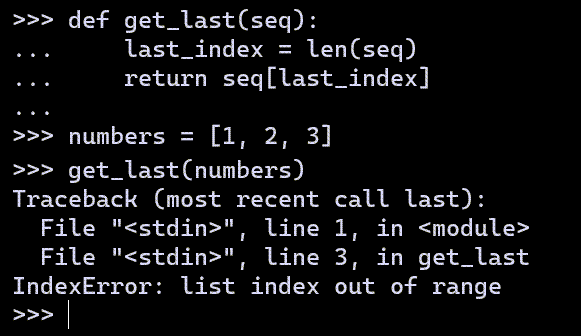 >>> def get_last(seq):
...     last_index = len(seq)
...     return seq[last_index]
...
>>> numbers = [1, 2, 3]
>>> get_last(numbers)
Traceback (most recent call last):
  File "<stdin>", line 1, in <module>
  File "<stdin>", line 3, in get_last
IndexError: list index out of range
>>>